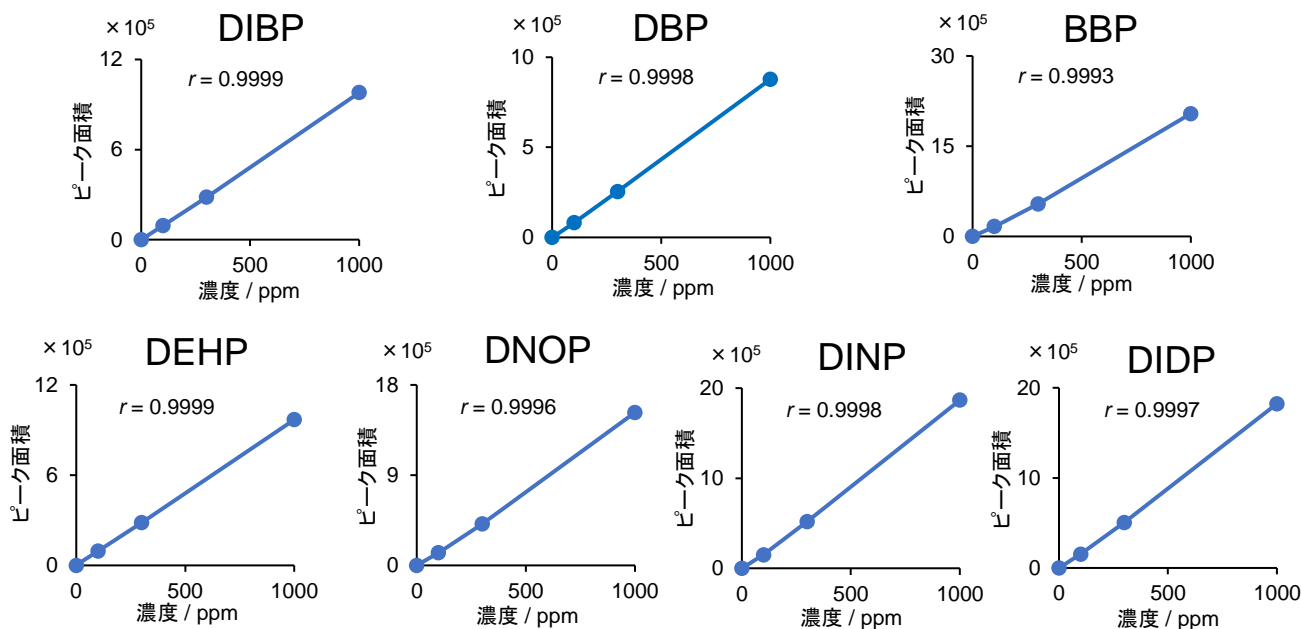 DIBP
× 10⁵
r = 0.9999
12
6
0
ピーク面積
0 500 1000
濃度 / ppm
DBP
× 10⁵
r = 0.9998
10
5
0
ピーク面積
0 500 1000
濃度 / ppm
BBP
× 10⁵
r = 0.9993
30
15
0
ピーク面積
0 500 1000
濃度 / ppm
DEHP
× 10⁵
r = 0.9999
12
6
0
ピーク面積
0 500 1000
濃度 / ppm
DNOP
× 10⁵
r = 0.9996
18
9
0
ピーク面積
0 500 1000
濃度 / ppm
DINP
× 10⁵
r = 0.9998
20
10
0
ピーク面積
0 500 1000
濃度 / ppm
DIDP
× 10⁵
r = 0.9997
20
10
0
ピーク面積
0 500 1000
濃度 / ppm